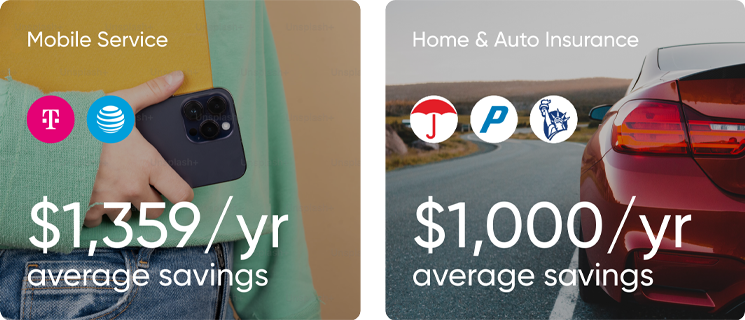 Mobile Service
$1,359/yr
average savings
Home & Auto Insurance
$1,000/yr
average savings